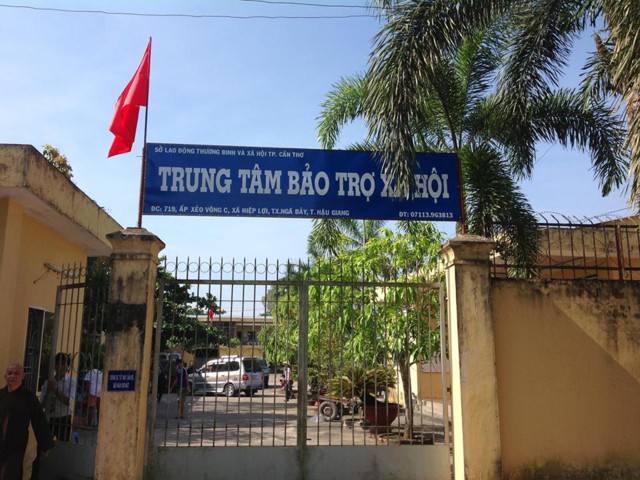 SỞ LAO ĐỘNG THƯƠNG BINH VÀ XÃ HỘI TP. CẦN THƠ
TRUNG TÂM BẢO TRỢ XÃ HỘI
ĐC: 719, ẤP XẺO VÔNG C, XÃ HIỆP LỢI, TX.NGÃ BẢY, T. HẬU GIANG
ĐT: 07113.963813